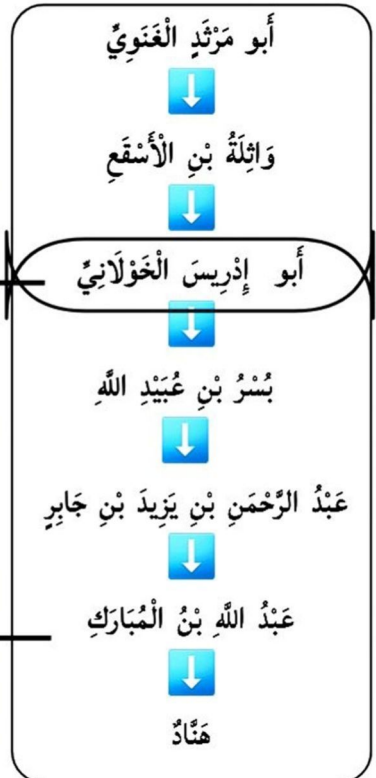 أَبو مَرْثَدٍ الْغَنَوِيِّ
وَاثِلَةُ بْنِ الْأَسْقَعِ
أَبو إِدْرِيسَ الْخَوْلَانِيِّ
بُسْرُ بْنِ عُبَيْدِ اللَّهِ
عَبْدُ الرَّحْمَنِ بْنِ يَزِيدَ بْنِ جَابِرٍ
عَبْدُ اللَّهِ بْنُ الْمُبَارَكِ
هَنَّادٌ